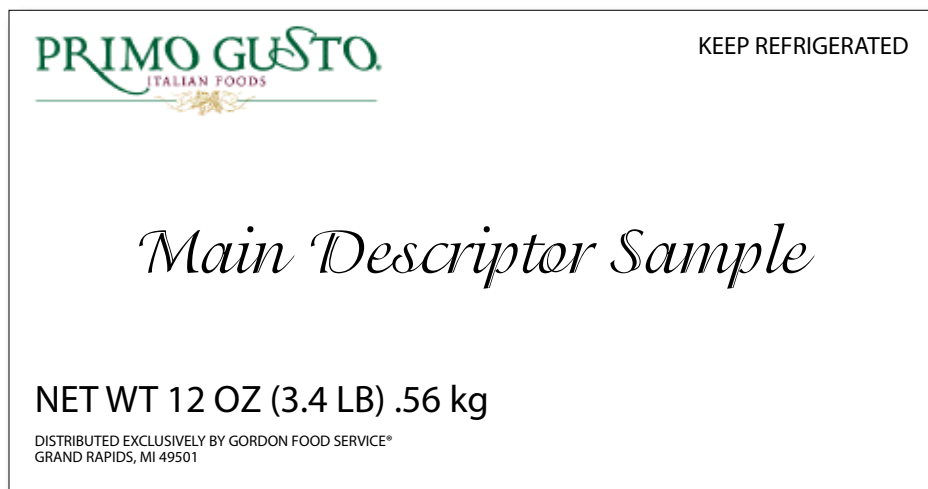 PRIMO GUSTO®
ITALIAN FOODS
KEEP REFRIGERATED
Main Descriptor Sample
NET WT 12 OZ (3.4 LB) .56 kg
DISTRIBUTED EXCLUSIVELY BY GORDON FOOD SERVICE®
GRAND RAPIDS, MI 49501